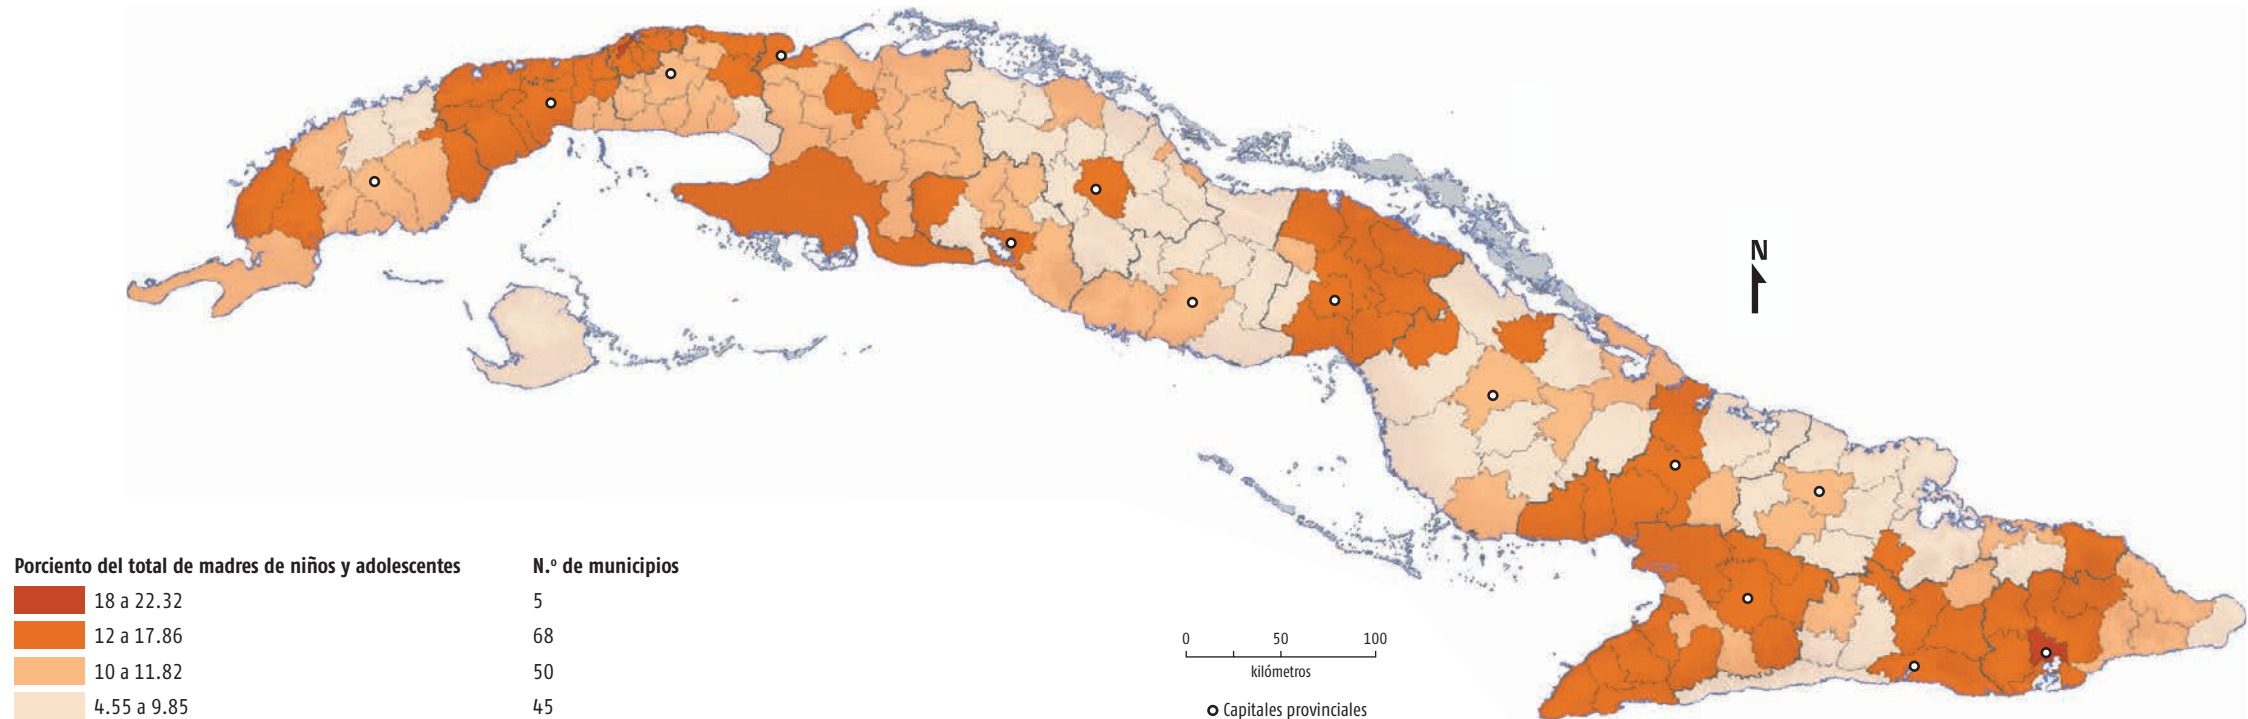 N
Porciento del total de madres de niños y adolescentes N.º de municipios
18 a 22.32 5
12 a 17.86 68
10 a 11.82 50
4.55 a 9.85 45
0 50 100
kilómetros
Capitales provinciales